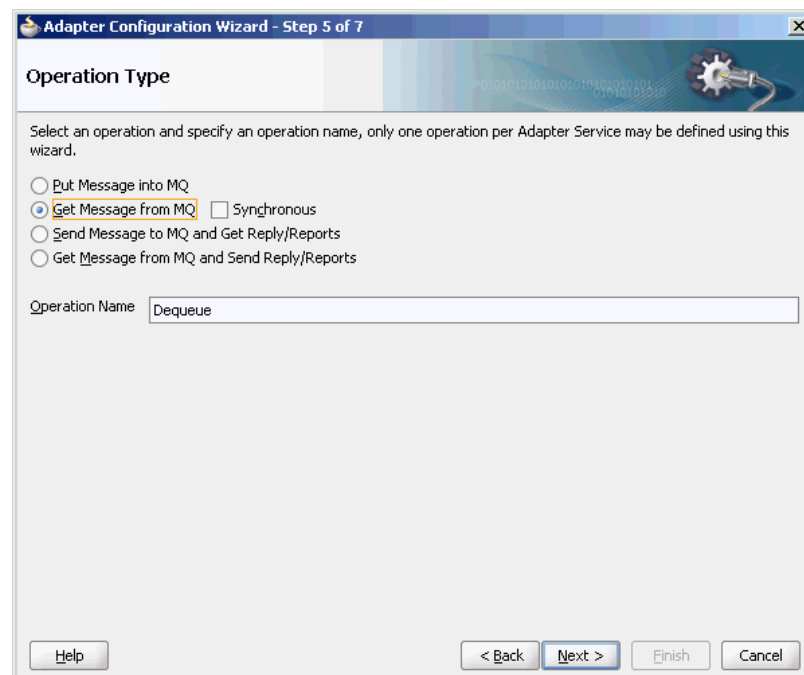 Adapter Configuration Wizard - Step 5 of 7
Operation Type
Select an operation and specify an operation name, only one operation per Adapter Service may be defined using this
wizard.
Put Message into MQ
Get Message from MQ Synchronous
Send Message to MQ and Get Reply/Reports
Get Message from MQ and Send Reply/Reports
Operation Name Dequeue
Help < Back Next > Finish Cancel